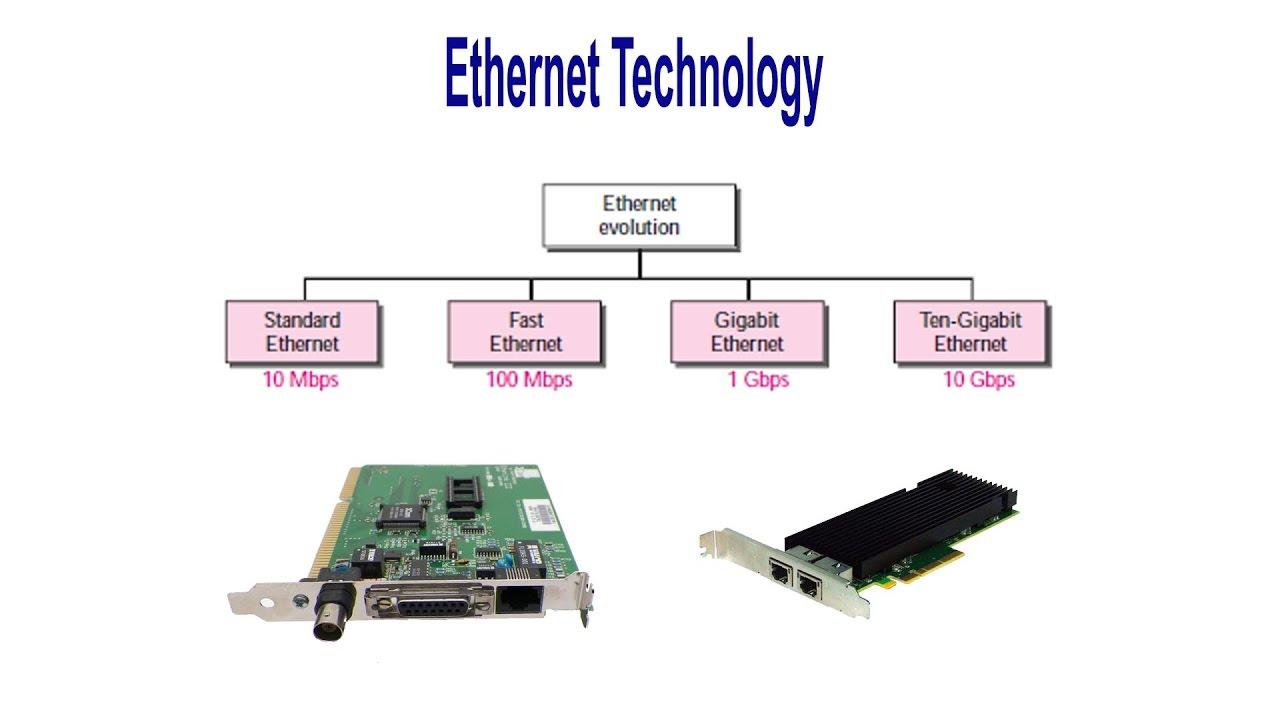 Ethernet Technology
Ethernet
evolution
Standard
Ethernet
10 Mbps
Fast
Ethernet
100 Mbps
Gigabit
Ethernet
1 Gbps
Ten-Gigabit
Ethernet
10 Gbps